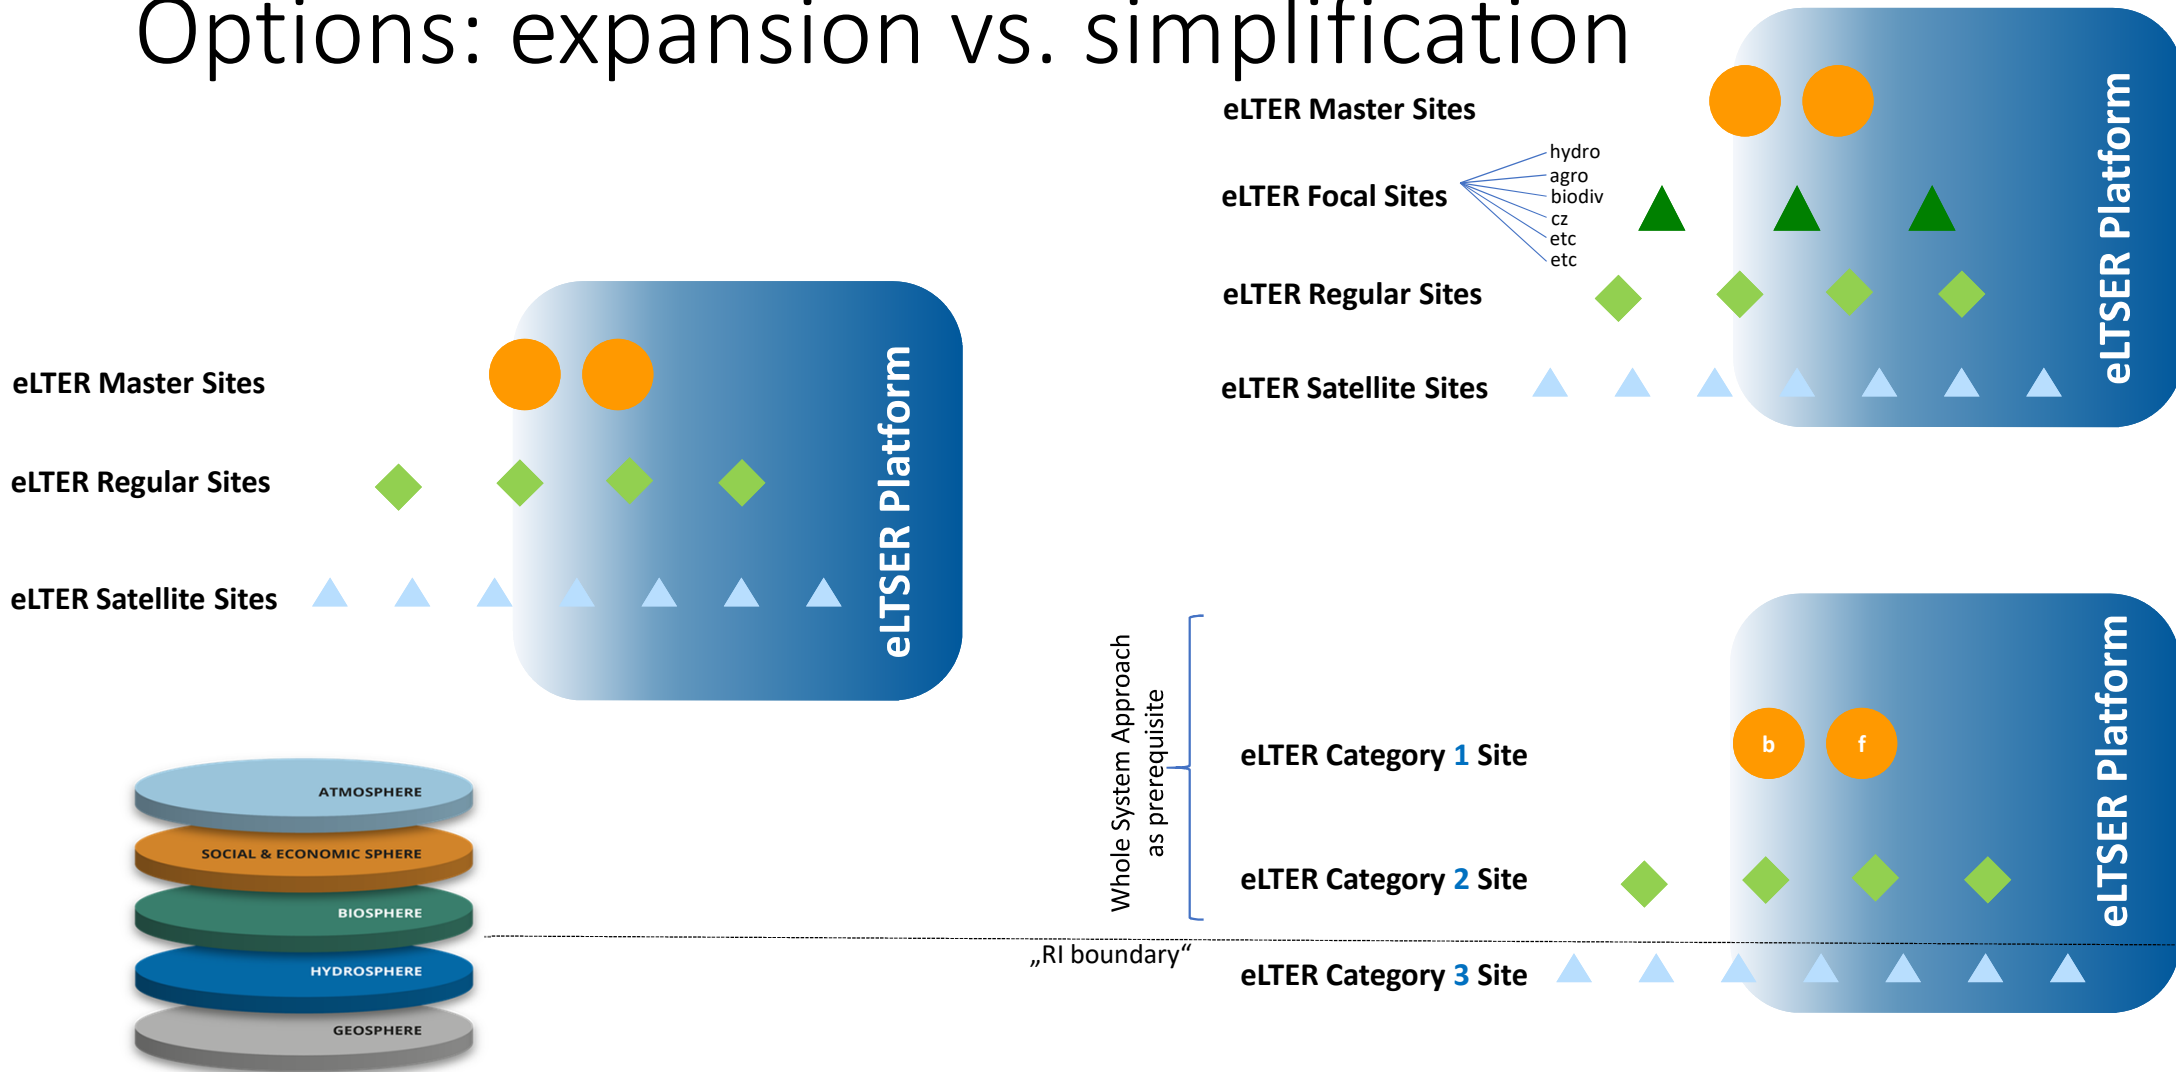 Options: expansion vs. simplification
eLTER Master Sites
eLTER Regular Sites
eLTER Satellite Sites
eLTSER Platform
eLTER Master Sites
eLTER Focal Sites
hydro
agro
biodiv
cz
etc
etc
eLTER Regular Sites
eLTER Satellite Sites
eLTSER Platform
ATMOSPHERE
SOCIAL & ECONOMIC SPHERE
BIOSPHERE
HYDROSPHERE
GEOSPHERE
Whole System Approach
as prerequisite
eLTER Category 1 Site
b
f
eLTER Category 2 Site
„RI boundary“
eLTER Category 3 Site
eLTSER Platform